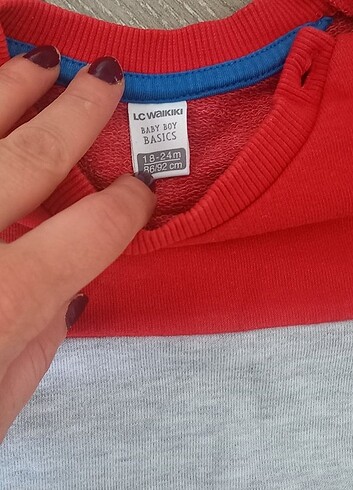 LC WAIKIKI
BABY BOY
BASICS
18-24m
86/92 cm